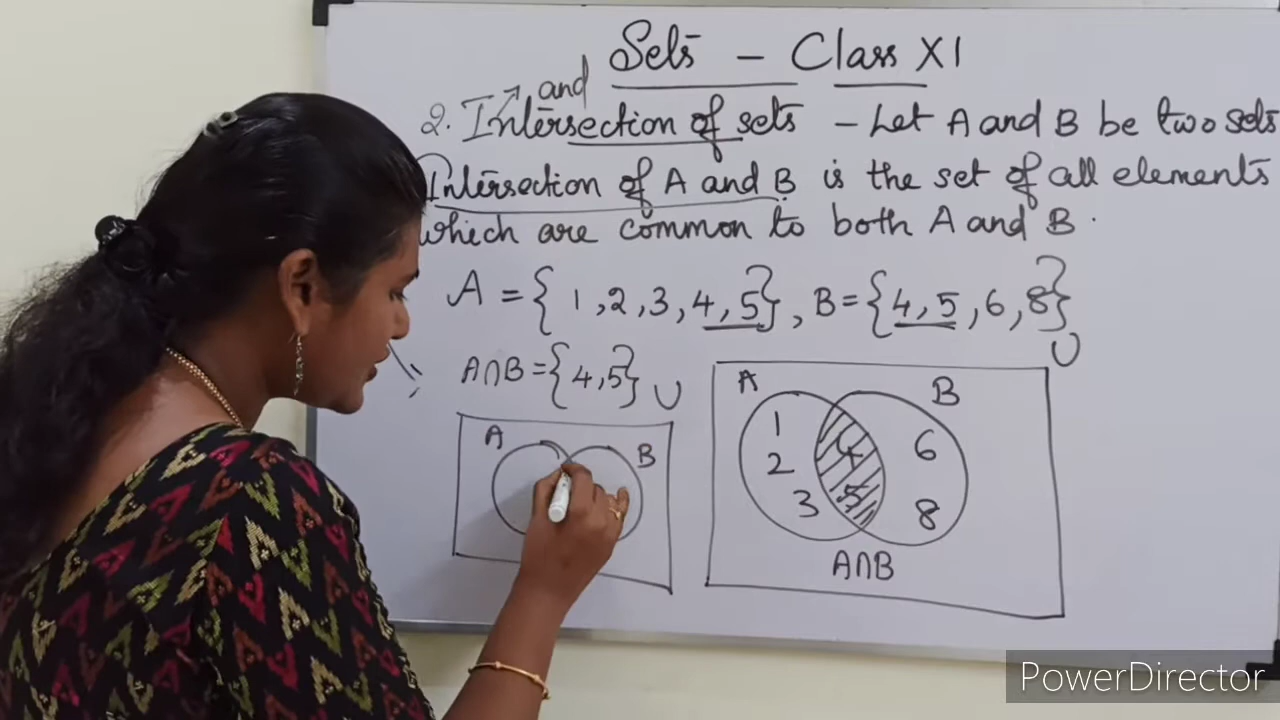 Sets - Class XI
and
2. Intersection of sets - Let A and B be two sets
Intersection of A and B is the set of all elements
which are common to both A and B.
A = { 1, 2, 3, 4, 5 }, B = { 4, 5, 6, 8 }
A∩B = { 4, 5 }
U
A
B
U
A
B
1
2
3
4
5
6
8
A∩B
PowerDirector